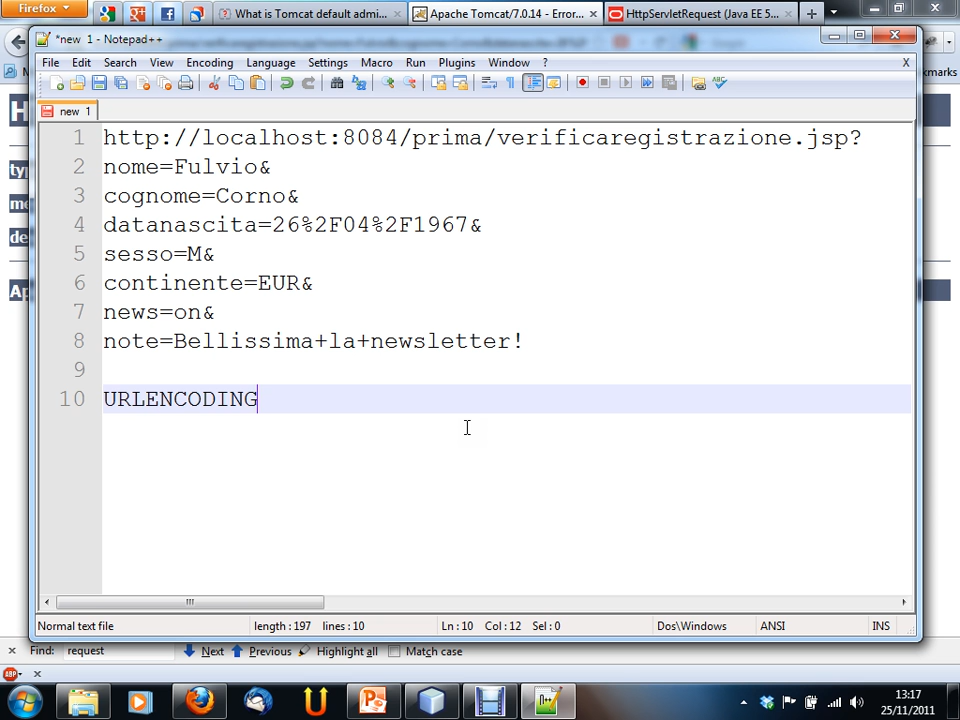 Firefox
What is Tomcat default admi...
Apache Tomcat/7.0.14 - Error...
HttpServletRequest (Java EE 5...
*new 1 - Notepad++
File Edit Search View Encoding Language Settings Macro Run Plugins Window ? X
kmarks
new 1
1 http://localhost:8084/prima/verificaregistrazione.jsp?
2 nome=Fulvio&
3 cognome=Corno&
4 datanascita=26%2F04%2F1967&
5 sesso=M&
6 continente=EUR&
7 news=on&
8 note=Bellissima+la+newsletter!
9
10 URLENCODING
Normal text file length : 197 lines : 10 Ln : 10 Col : 12 Sel : 0 Dos\Windows ANSI INS
Find: request Next Previous Highlight all Match case
ABP
13:17
25/11/2011